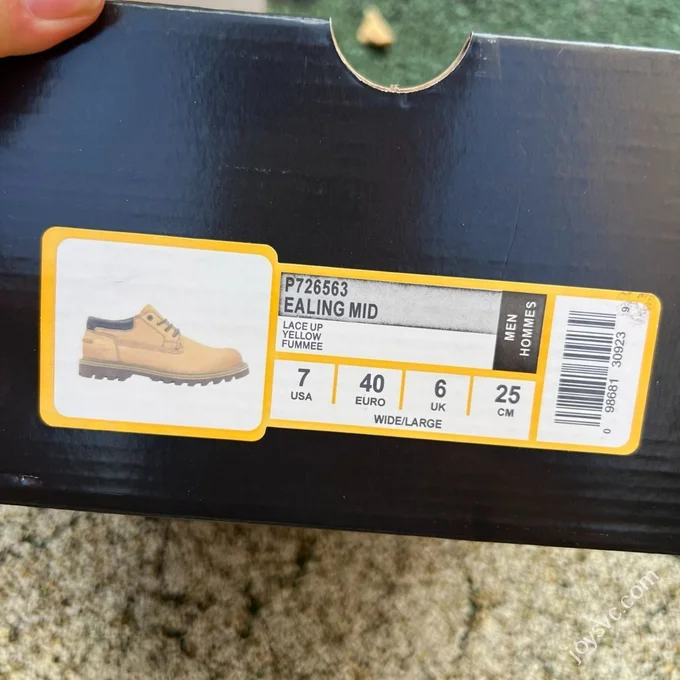 P726563
EALING MID
LACE UP
YELLOW
FUMMEE
MEN
HOMMES
7
USA
40
EURO
6
UK
25
CM
WIDE/LARGE
0 98681 30923 9
joysvc.com